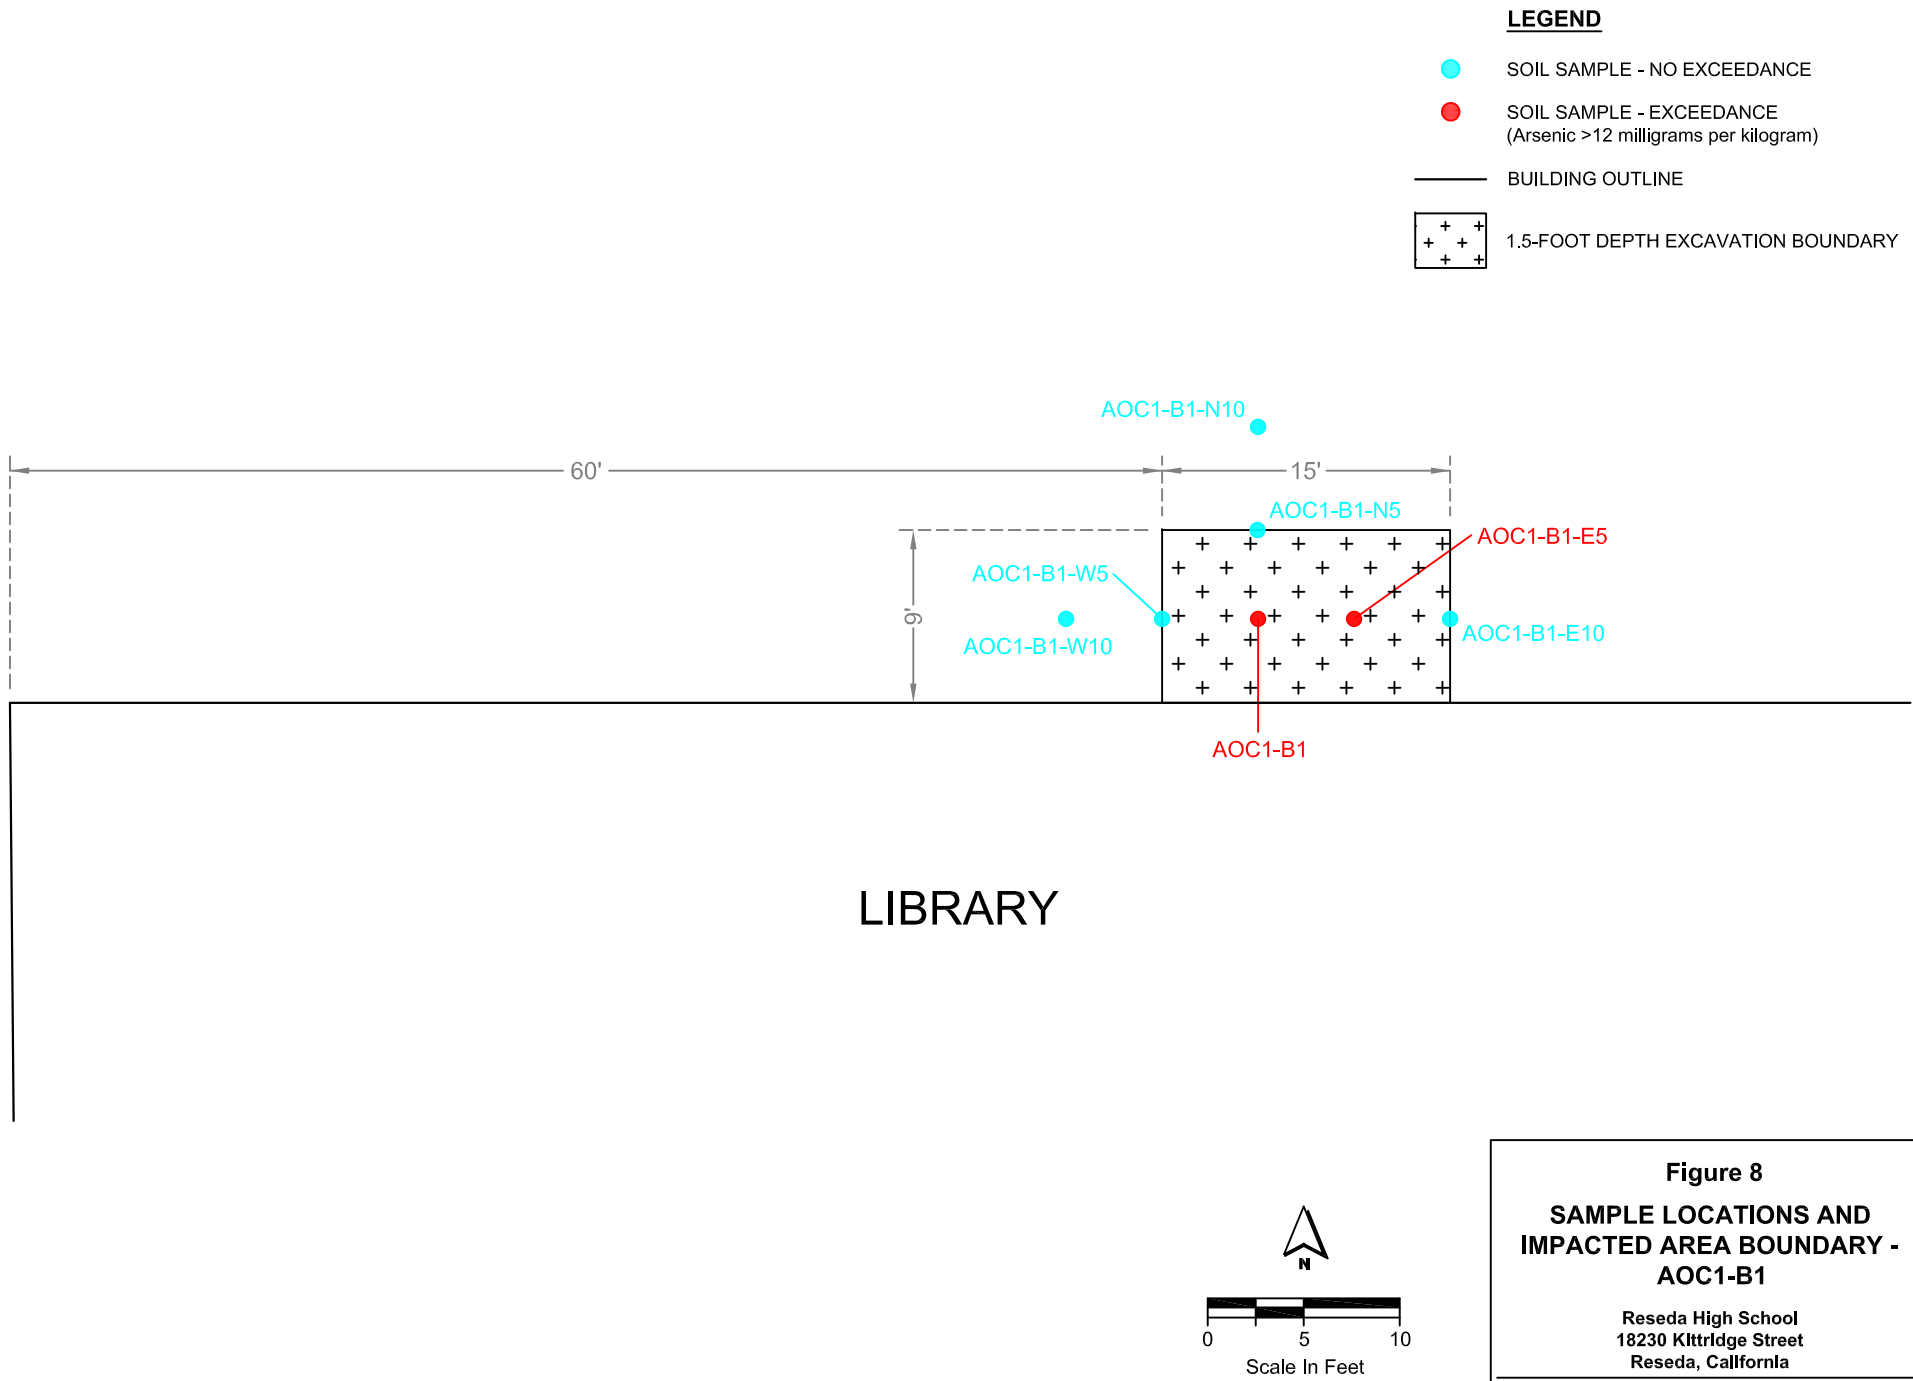 LEGEND
SOIL SAMPLE - NO EXCEEDANCE
SOIL SAMPLE - EXCEEDANCE
(Arsenic >12 milligrams per kilogram)
BUILDING OUTLINE
1.5-FOOT DEPTH EXCAVATION BOUNDARY
AOC1-B1-N10
60'
15'
AOC1-B1-N5
AOC1-B1-E5
AOC1-B1-W5
9'
AOC1-B1-E10
AOC1-B1-W10
AOC1-B1
LIBRARY
N
0 5 10
Scale In Feet
Figure 8
SAMPLE LOCATIONS AND
IMPACTED AREA BOUNDARY -
AOC1-B1
Reseda High School
18230 Kittridge Street
Reseda, California